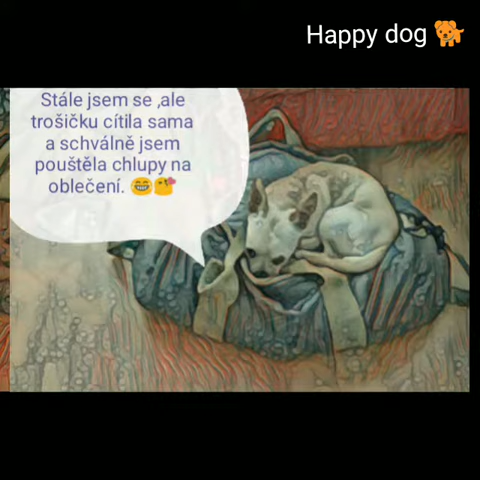 Happy dog 🐕
Stále jsem se ,ale
trošičku cítila sama
a schválně jsem
pouštěla chlupy na
oblečení. 😂😘